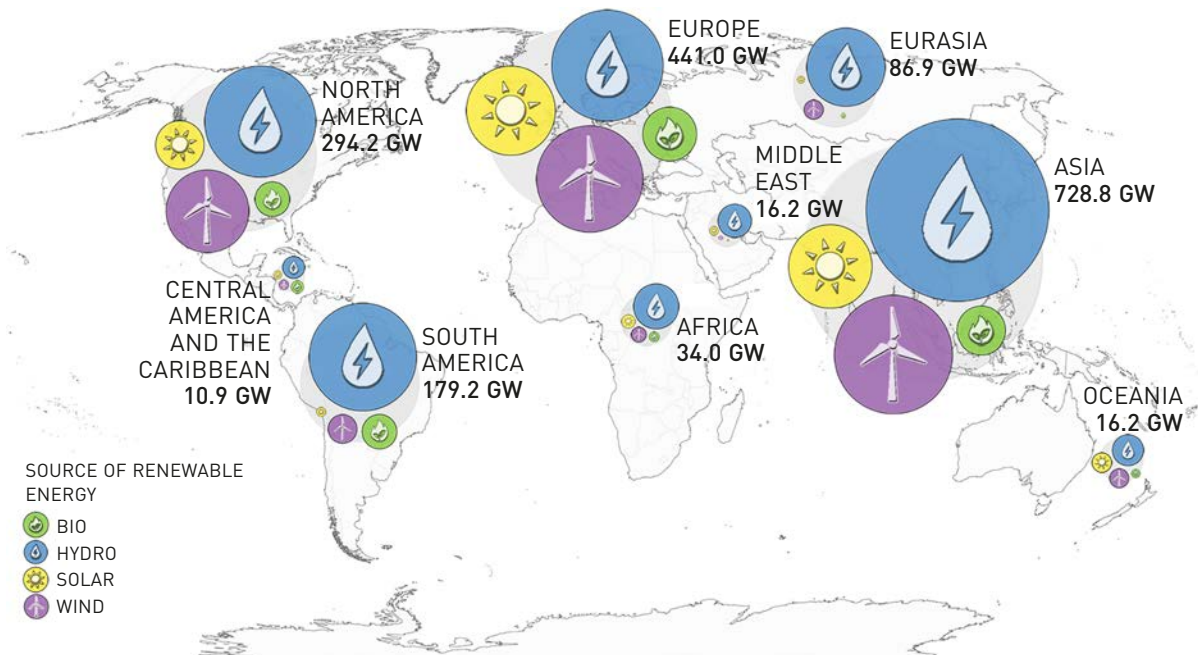 EUROPE
441.0 GW
EURASIA
86.9 GW
NORTH
AMERICA
294.2 GW
MIDDLE
EAST
16.2 GW
ASIA
728.8 GW
CENTRAL
AMERICA
AND THE
CARIBBEAN
10.9 GW
SOUTH
AMERICA
179.2 GW
AFRICA
34.0 GW
OCEANIA
16.2 GW
SOURCE OF RENEWABLE
ENERGY
BIO
HYDRO
SOLAR
WIND